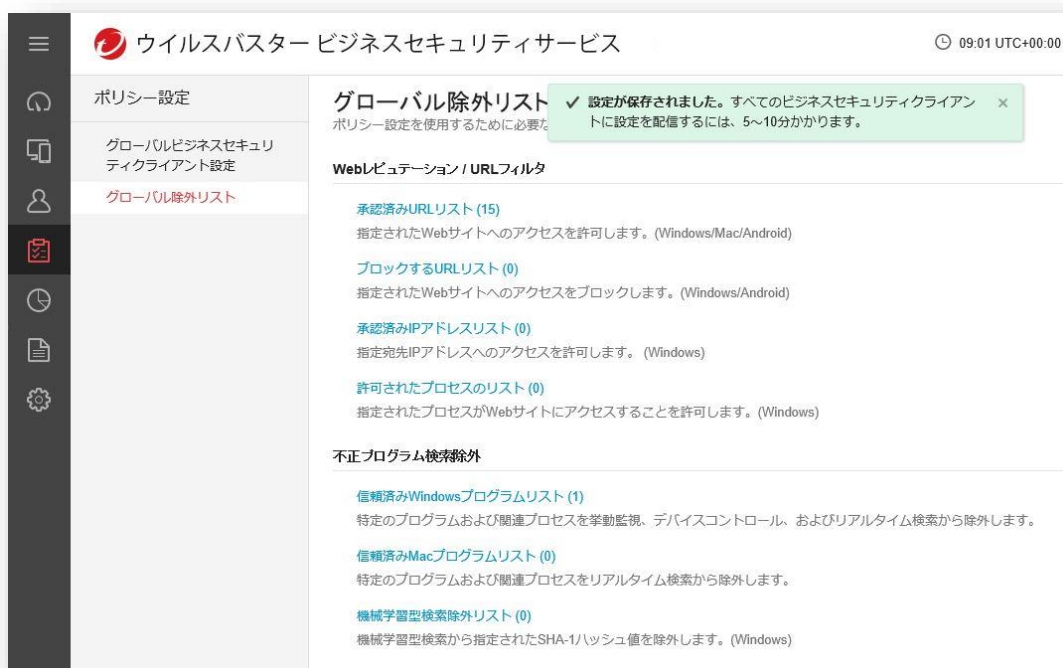 ウイルスバスター ビジネスセキュリティサービス
09:01 UTC+00:00
ポリシー設定
グローバルビジネスセキュリ
ティクライアント設定
グローバル除外リスト
グローバル除外リスト
ポリシー設定を使用するために必要な
設定が保存されました。すべてのビジネスセキュリティクライアン
トに設定を配信するには、5～10分かかります。
Webレピュテーション / URLフィルタ
承認済みURLリスト (15)
指定されたWebサイトへのアクセスを許可します。(Windows/Mac/Android)
ブロックするURLリスト (0)
指定されたWebサイトへのアクセスをブロックします。(Windows/Android)
承認済みIPアドレスリスト (0)
指定宛先IPアドレスへのアクセスを許可します。 (Windows)
許可されたプロセスのリスト (0)
指定されたプロセスがWebサイトにアクセスすることを許可します。(Windows)
不正プログラム検索除外
信頼済みWindowsプログラムリスト (1)
特定のプログラムおよび関連プロセスを挙動監視、デバイスコントロール、およびリアルタイム検索から除外します。
信頼済みMacプログラムリスト (0)
特定のプログラムおよび関連プロセスをリアルタイム検索から除外します。
機械学習型検索除外リスト (0)
機械学習型検索から指定されたSHA-1ハッシュ値を除外します。(Windows)